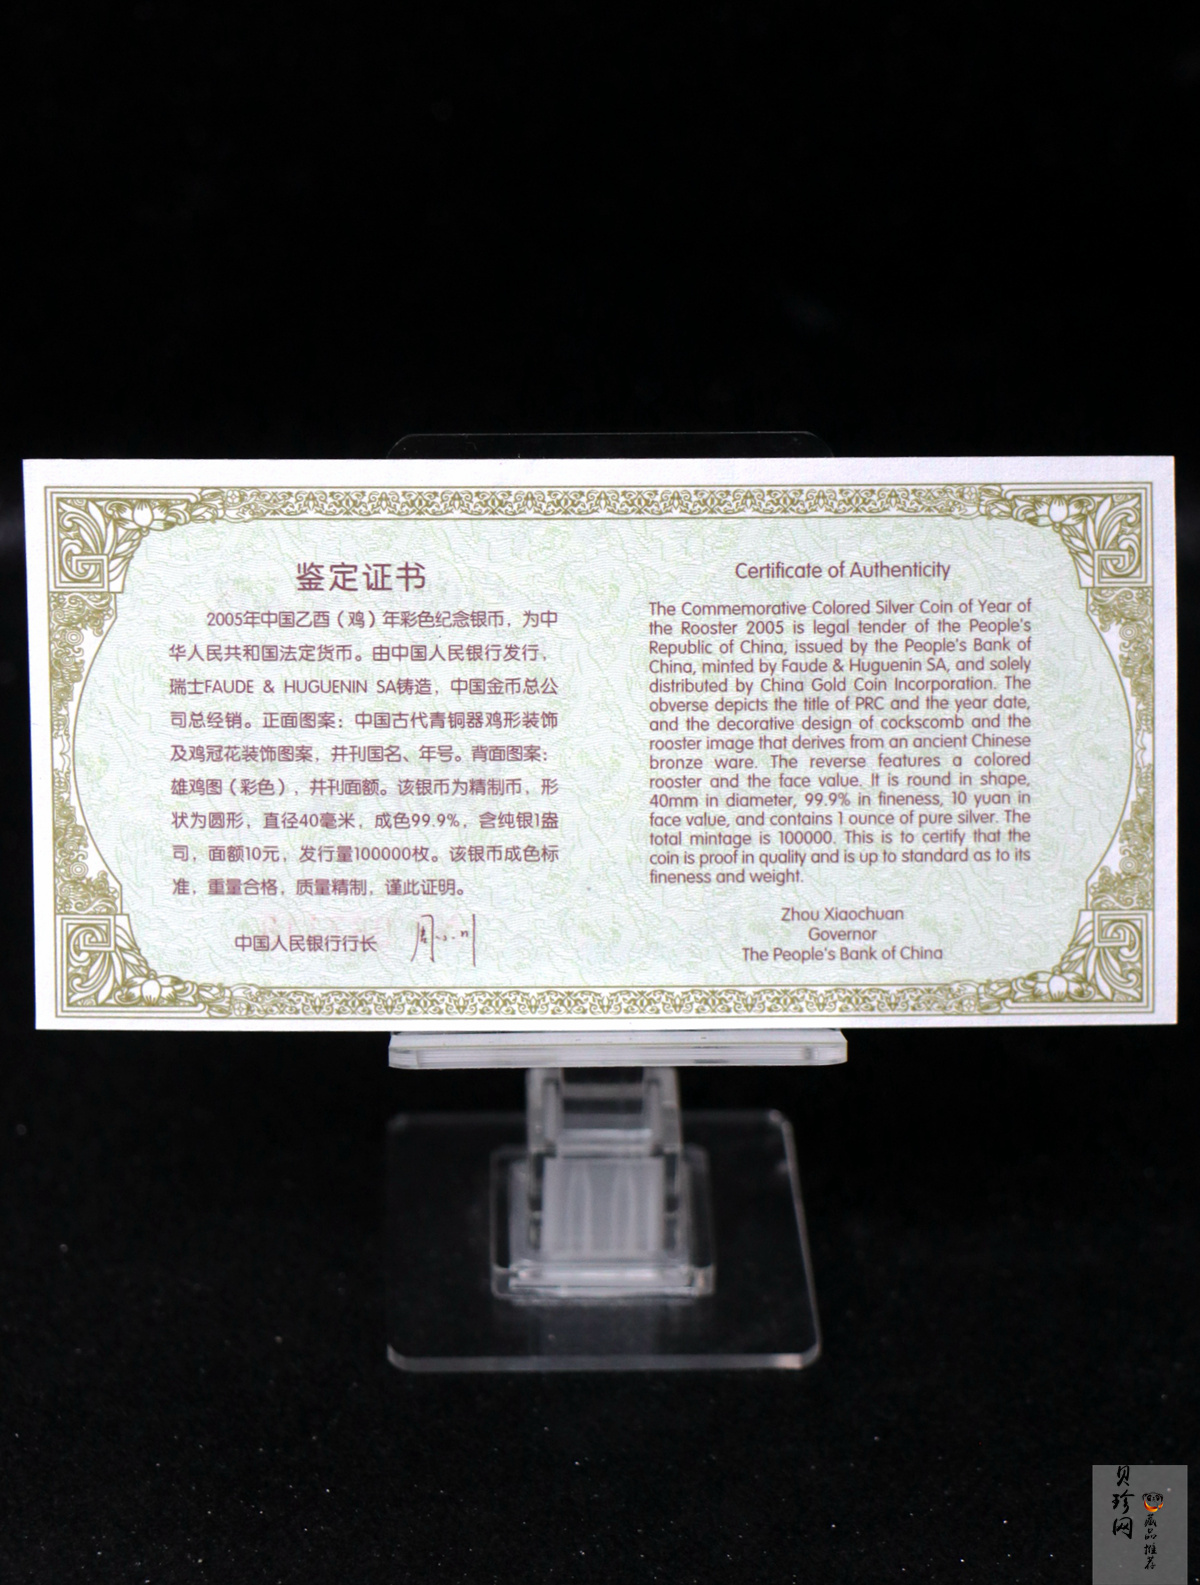 鉴定证书
2005年中国乙酉（鸡）年彩色纪念银币，为中
华人民共和国法定货币。由中国人民银行发行，
瑞士FAUDE & HUGUENIN SA铸造，中国金币总公
司总经销。正面图案：中国古代青铜器鸡形装饰
及鸡冠花装饰图案，并刊国名、年号。背面图案：
雄鸡图（彩色），并刊面额。该银币为精制币，形
状为圆形，直径40毫米，成色99.9%，含纯银1盎
司，面额10元，发行量100000枚。该银币成色标
准，重量合格，质量精制，谨此证明。
中国人民银行行长
Certificate of Authenticity
The Commemorative Colored Silver Coin of Year of
the Rooster 2005 is legal tender of the People's
Republic of China, issued by the People's Bank of
China, minted by Faude & Huguenin SA, and solely
distributed by China Gold Coin Incorporation. The
obverse depicts the title of PRC and the year date,
and the decorative design of cockscomb and the
rooster image that derives from an ancient Chinese
bronze ware. The reverse features a colored
rooster and the face value. It is round in shape,
40mm in diameter, 99.9% in fineness, 10 yuan in
face value, and contains 1 ounce of pure silver. The
total mintage is 100000. This is to certify that the
coin is proof in quality and is up to standard as to its
fineness and weight.
Zhou Xiaochuan
Governor
The People's Bank of China
贝珍网
藏品推荐